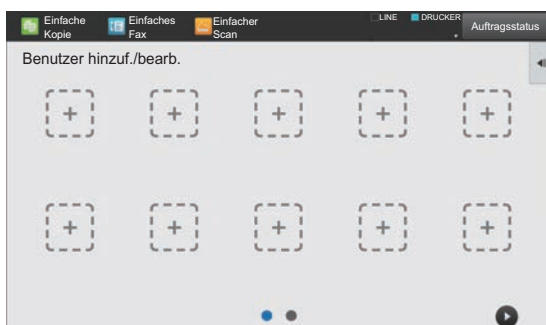 Einfache
Kopie
Einfaches
Fax
Einfacher
Scan
LINE
DRUCKER
Auftragsstatus
Benutzer hinzuf./bearb.